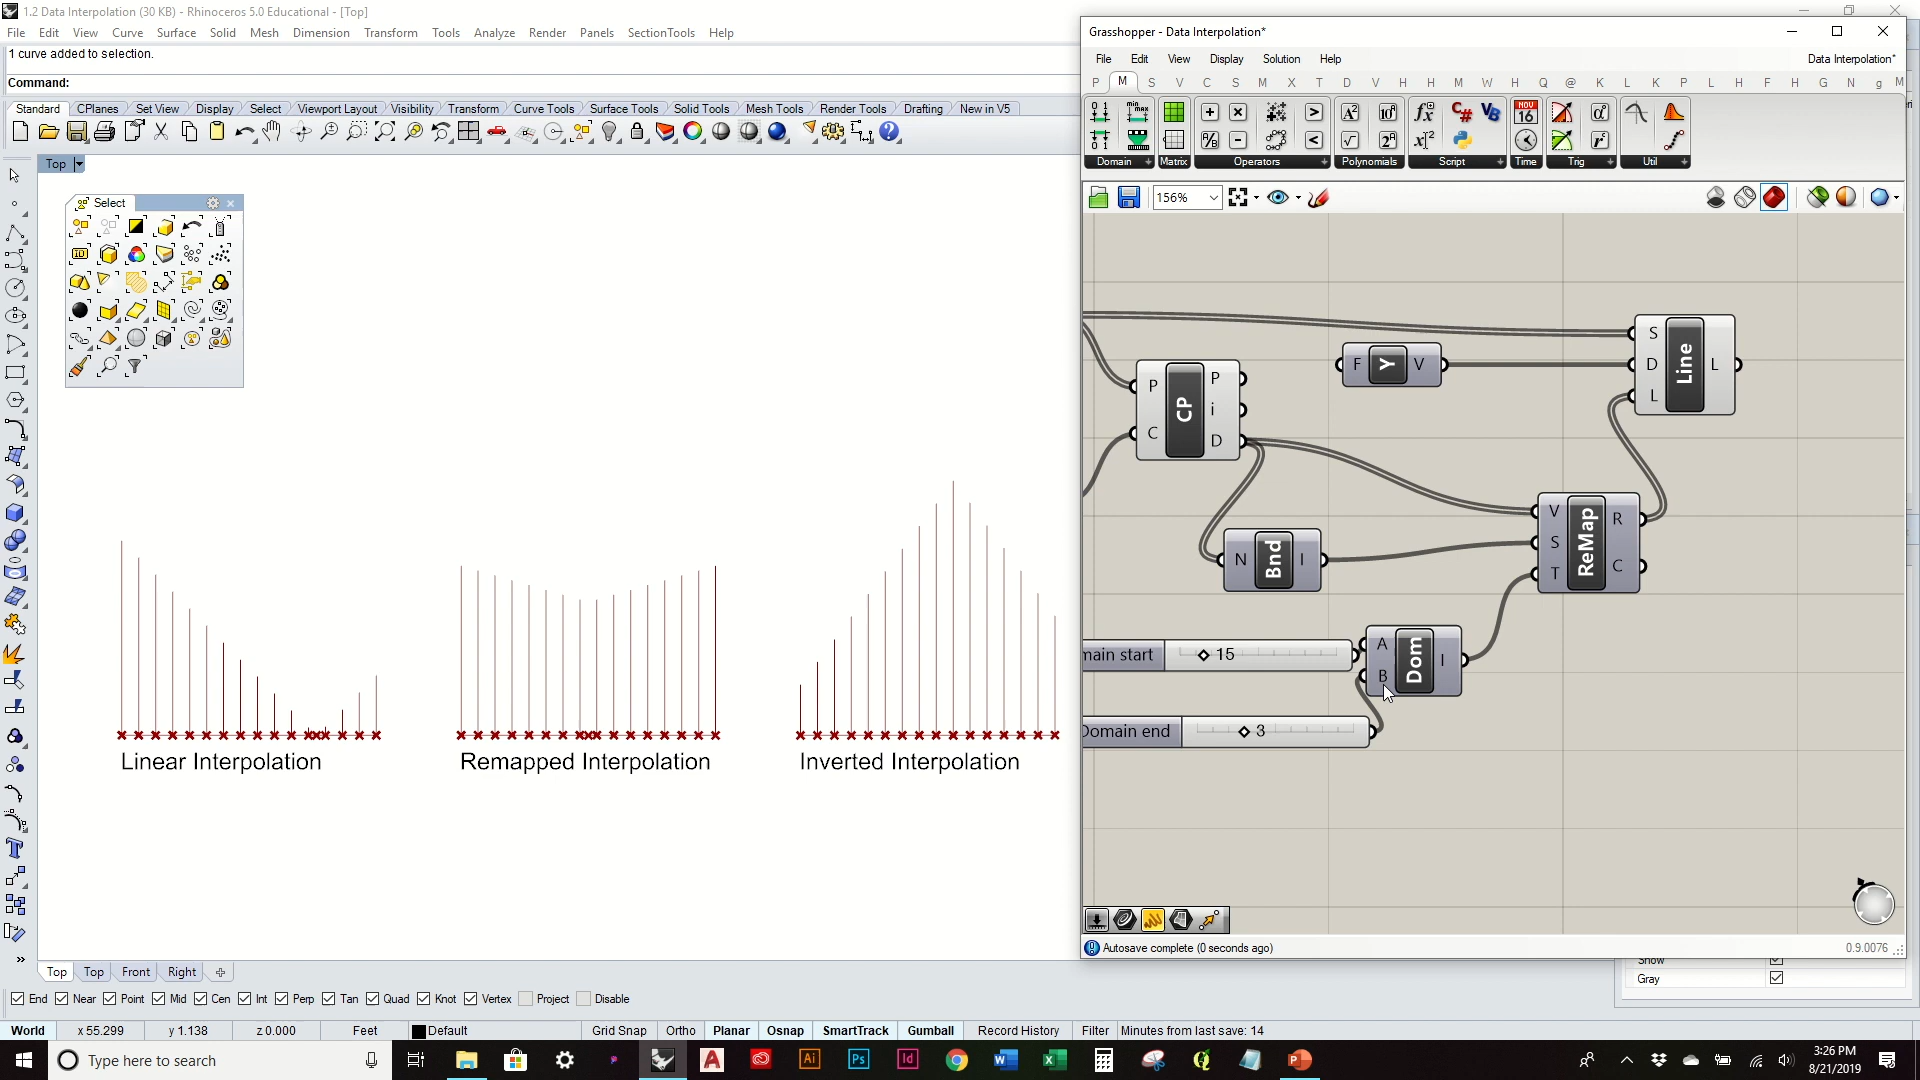 1.2 Data Interpolation (30 KB) - Rhinoceros 5.0 Educational - [Top]
File Edit View Curve Surface Solid Mesh Dimension Transform Tools Analyze Render Panels SectionTools Help
1 curve added to selection.
Command:
Standard CPlanes Set View Display Select Viewport Layout Visibility Transform Curve Tools Surface Tools Solid Tools Mesh Tools Render Tools Drafting New in V5
Top
Select
Linear Interpolation
Remapped Interpolation
Inverted Interpolation
Grasshopper - Data Interpolation*
File Edit View Display Solution Help
Data Interpolation*
P M S V C S M X T D V H H M W H Q @ K L K P L H F H G N g M
Domain Matrix Operators Polynomials Script Time Trig Util
156%
S D L Line L
F Y V
P C CP P i D
V S T ReMap R C
N Bnd I
main start 15
A B Dom I
Domain end 3
Autosave complete (0 seconds ago)
0.9.0076
Show
Gray
Top Top Front Right
End Near Point Mid Cen Int Perp Tan Quad Knot Vertex Project Disable
World x 55.299 y 1.138 z 0.000 Feet Default Grid Snap Ortho Planar Osnap SmartTrack Gumball Record History Filter Minutes from last save: 14
Type here to search
3:26 PM
8/21/2019